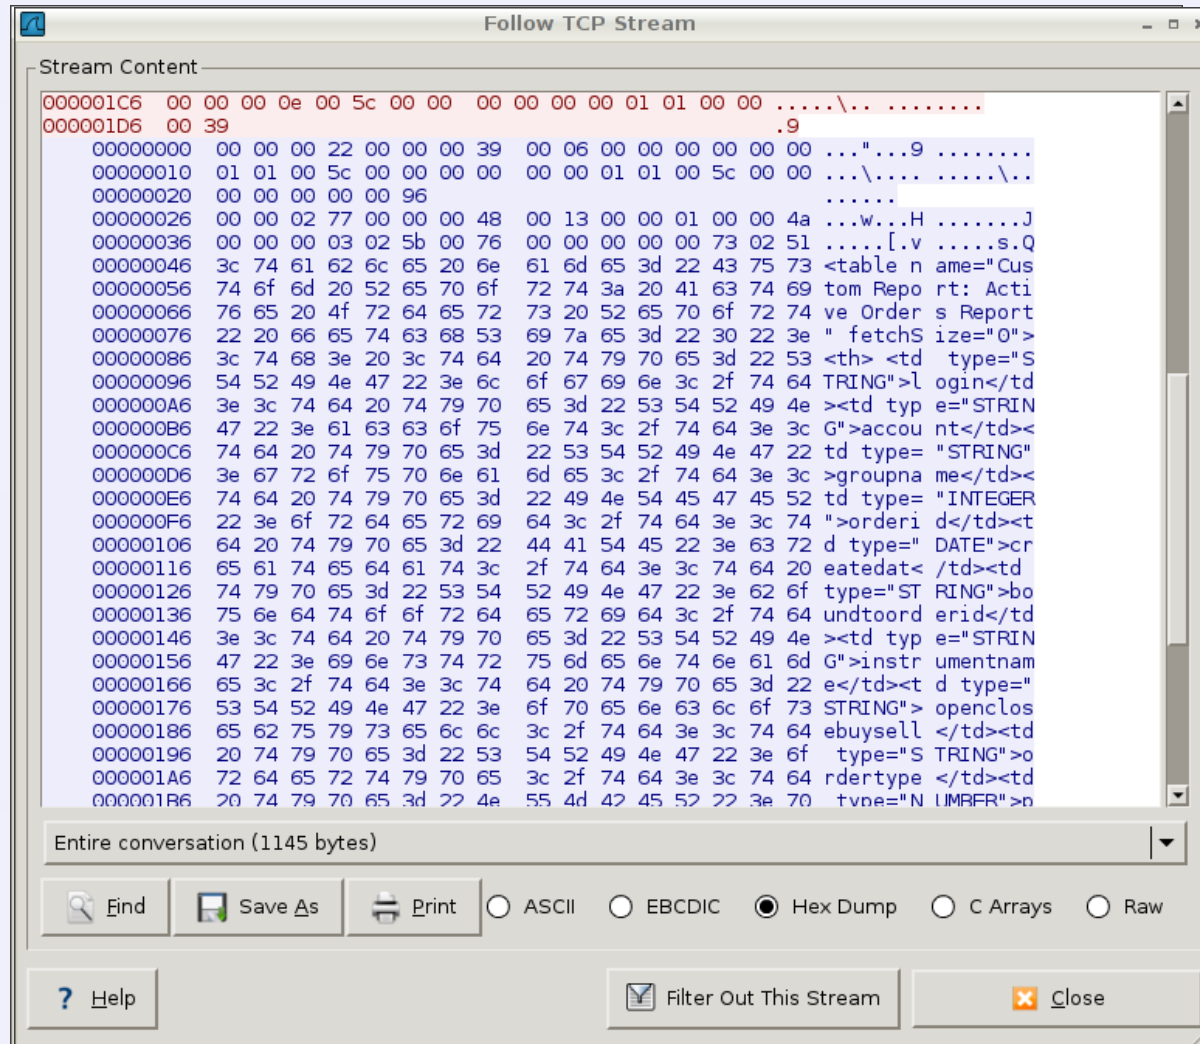 Follow TCP Stream
Stream Content
000001C6  00 00 00 0e 00 5c 00 00  00 00 00 00 01 01 00 00 .....\.. ........
000001D6  00 39                                            .9
00000000  00 00 00 22 00 00 00 39  00 06 00 00 00 00 00 00 ..."...9 ........
00000010  01 01 00 5c 00 00 00 00  00 00 01 01 00 5c 00 00 ...\.... .....\..
00000020  00 00 00 00 00 96                                ......
00000026  00 00 02 77 00 00 00 48  00 13 00 00 01 00 00 4a ...w...H .......J
00000036  00 00 00 03 02 5b 00 76  00 00 00 00 00 73 02 51 .....[.v .....s.Q
00000046  3c 74 61 62 6c 65 20 6e  61 6d 65 3d 22 43 75 73 <table n ame="Cus
00000056  74 6f 6d 20 52 65 70 6f  72 74 3a 20 41 63 74 69 tom Repo rt: Acti
00000066  76 65 20 4f 72 64 65 72  73 20 52 65 70 6f 72 74 ve Order s Report
00000076  22 20 66 65 74 63 68 53  69 7a 65 3d 22 30 22 3e " fetchS ize="0">
00000086  3c 74 68 3e 20 3c 74 64  20 74 79 70 65 3d 22 53 <th> <td  type="S
00000096  54 52 49 4e 47 22 3e 6c  6f 67 69 6e 3c 2f 74 64 TRING">l ogin</td
000000A6  3e 3c 74 64 20 74 79 70  65 3d 22 53 54 52 49 4e ><td typ e="STRIN
000000B6  47 22 3e 61 63 63 6f 75  6e 74 3c 2f 74 64 3e 3c G">accou nt</td><
000000C6  74 64 20 74 79 70 65 3d  22 53 54 52 49 4e 47 22 td type= "STRING"
000000D6  3e 67 72 6f 75 70 6e 61  6d 65 3c 2f 74 64 3e 3c >groupna me</td><
000000E6  74 64 20 74 79 70 65 3d  22 49 4e 54 45 47 45 52 td type= "INTEGER
000000F6  22 3e 6f 72 64 65 72 69  64 3c 2f 74 64 3e 3c 74 ">orderi d</td><t
00000106  64 20 74 79 70 65 3d 22  44 41 54 45 22 3e 63 72 d type=" DATE">cr
00000116  65 61 74 65 64 61 74 3c  2f 74 64 3e 3c 74 64 20 eatedat< /td><td
00000126  74 79 70 65 3d 22 53 54  52 49 4e 47 22 3e 62 6f type="ST RING">bo
00000136  75 6e 64 74 6f 6f 72 64  65 72 69 64 3c 2f 74 64 undtoord erid</td
00000146  3e 3c 74 64 20 74 79 70  65 3d 22 53 54 52 49 4e ><td typ e="STRIN
00000156  47 22 3e 69 6e 73 74 72  75 6d 65 6e 74 6e 61 6d G">instr umentnam
00000166  65 3c 2f 74 64 3e 3c 74  64 20 74 79 70 65 3d 22 e</td><t d type="
00000176  53 54 52 49 4e 47 22 3e  6f 70 65 6e 63 6c 6f 73 STRING"> openclos
00000186  65 62 75 79 73 65 6c 6c  3c 2f 74 64 3e 3c 74 64 ebuysell </td><td
00000196  20 74 79 70 65 3d 22 53  54 52 49 4e 47 22 3e 6f  type="S TRING">o
000001A6  72 64 65 72 74 79 70 65  3c 2f 74 64 3e 3c 74 64 rdertype </td><td
000001B6  20 74 79 70 65 3d 22 4e  55 4d 42 45 52 22 3e 70  type="N UMBER">p
Entire conversation (1145 bytes)
Find Save As Print ASCII EBCDIC Hex Dump C Arrays Raw
? Help Filter Out This Stream Close